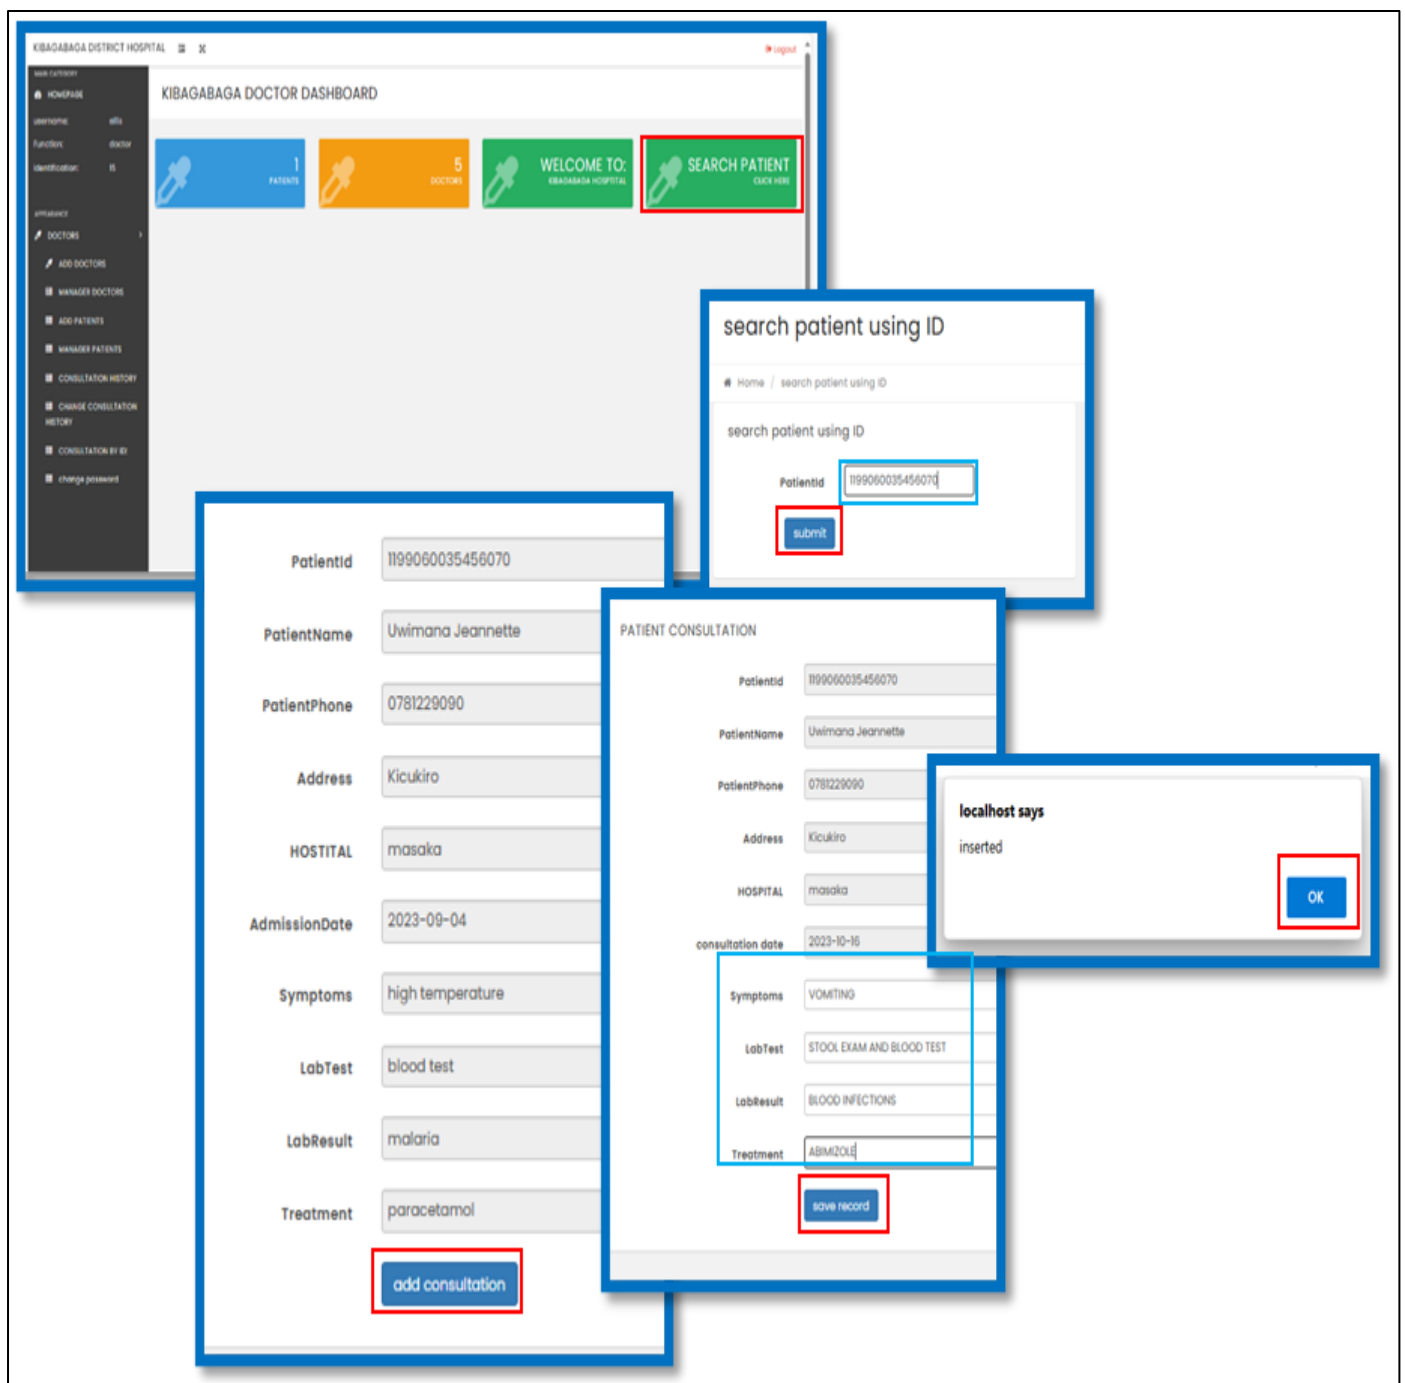 KIBAGABAGA DISTRICT HOSPITAL
Logout
MAIN CATEGORY
HOMEPAGE
username: ellis
Function: doctor
Identification: 15
APPEARANCE
DOCTORS
ADD DOCTORS
MANAGER DOCTORS
ADD PATIENTS
MANAGER PATIENTS
CONSULTATION HISTORY
CHANGE CONSULTATION
HISTORY
CONSULTATION BY ID
change password
KIBAGABAGA DOCTOR DASHBOARD
1
PATIENTS
5
DOCTORS
WELCOME TO:
KIBAGABAGA HOSPTITAL
SEARCH PATIENT
CLICK HERE
search patient using ID
Home / search patient using ID
search patient using ID
PatientId 1199060035456070
submit
PatientId 1199060035456070
PatientName Uwimana Jeannette
PatientPhone 0781229090
Address Kicukiro
HOSTITAL masaka
AdmissionDate 2023-09-04
Symptoms high temperature
LabTest blood test
LabResult malaria
Treatment paracetamol
add consultation
PATIENT CONSULTATION
PatientId 1199060035456070
PatientName Uwimana Jeannette
PatientPhone 0781229090
Address Kicukiro
HOSPITAL masaka
consultation date 2023-10-16
Symptoms VOMITING
LabTest STOOL EXAM AND BLOOD TEST
LabResult BLOOD INFECTIONS
Treatment ABIMIZOLE
save record
localhost says
inserted
OK